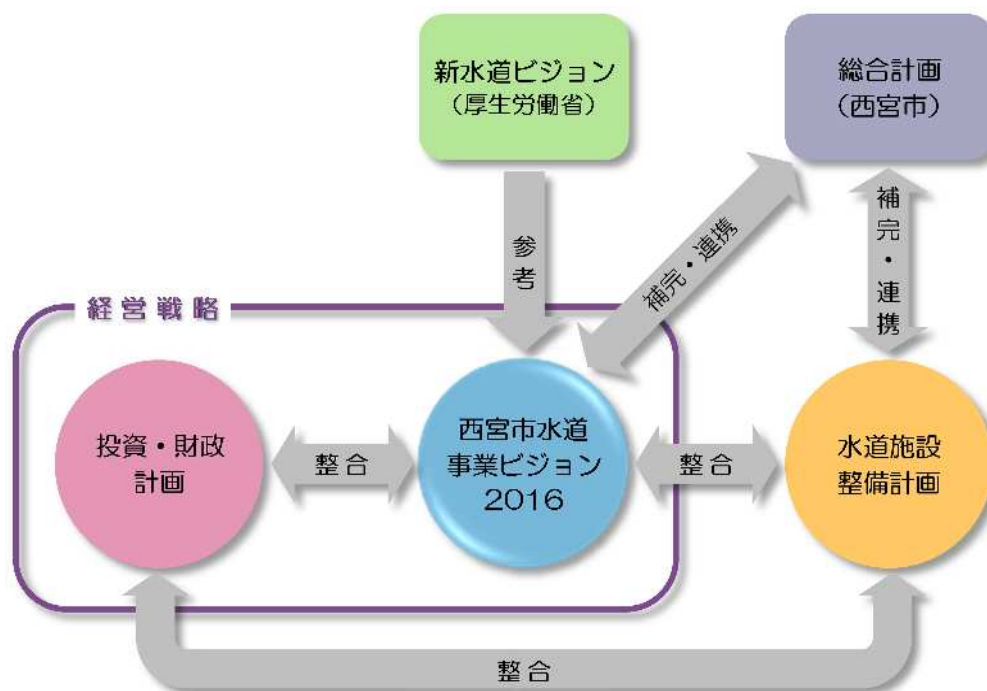 新水道ビジョン
（厚生労働省）
総合計画
（西宮市）
参考
補完・連携
補完・連携
経営戦略
投資・財政
計画
整合
西宮市水道
事業ビジョン
2016
整合
水道施設
整備計画
整合